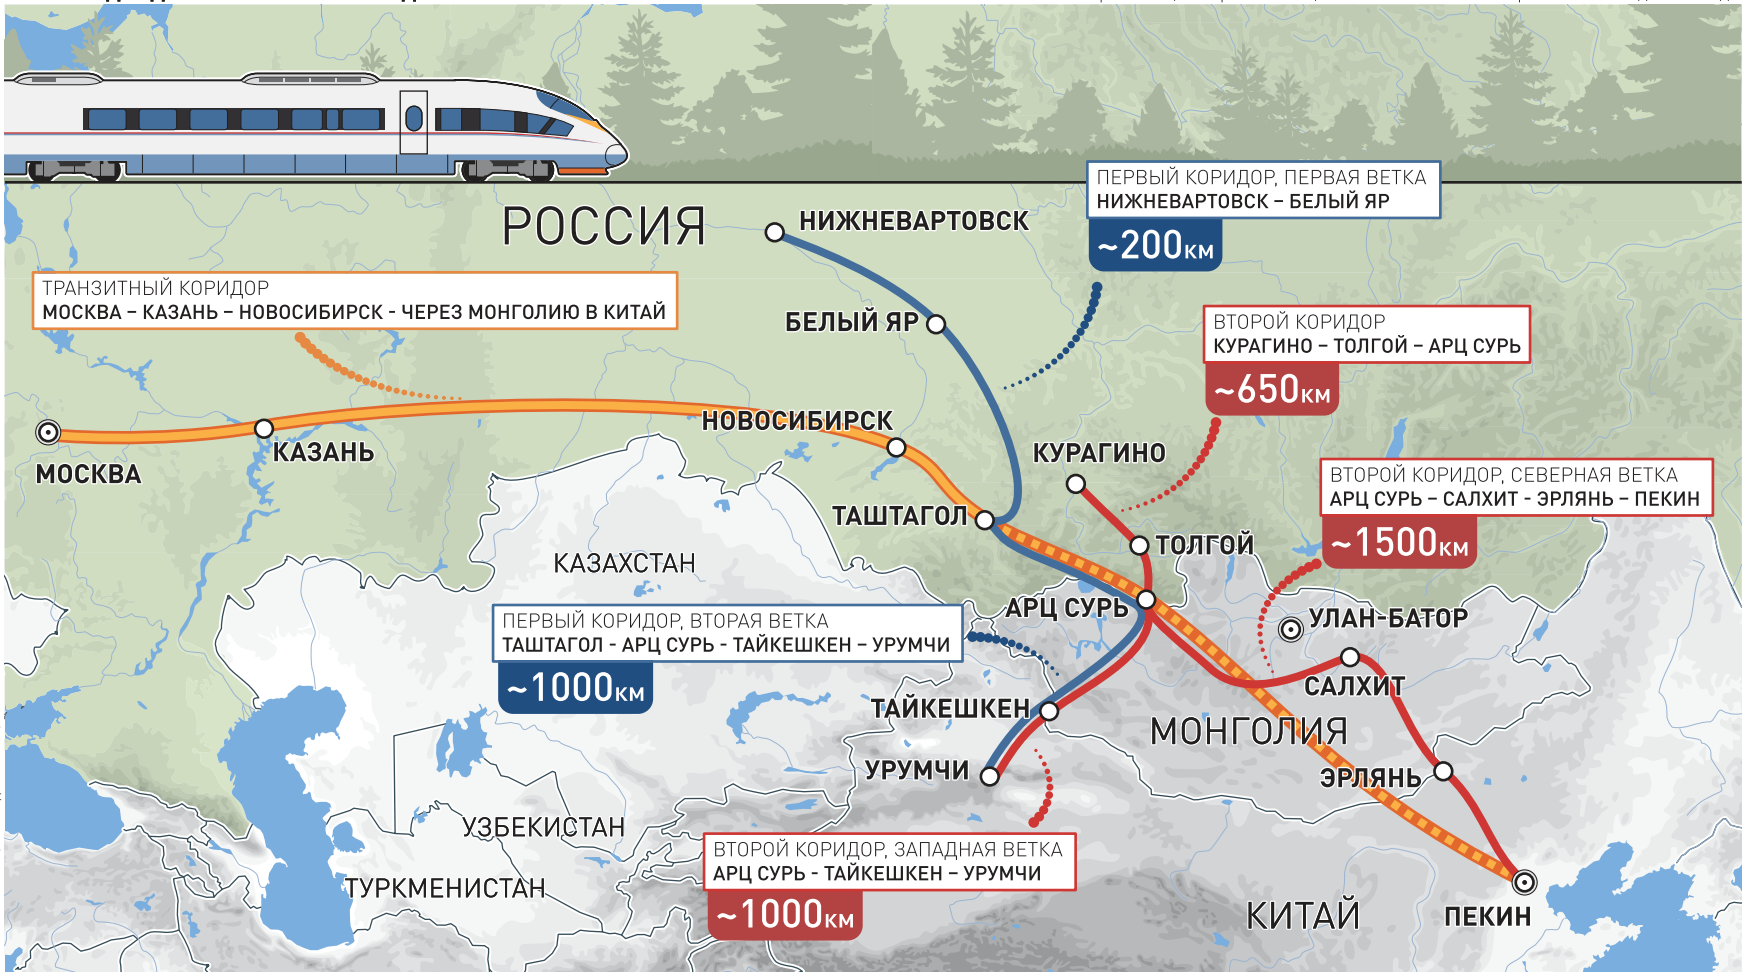 ПЕРВЫЙ КОРИДОР, ПЕРВАЯ ВЕТКА
НИЖНЕВАРТОВСК – БЕЛЫЙ ЯР
~200КМ
РОССИЯ
НИЖНЕВАРТОВСК
ТРАНЗИТНЫЙ КОРИДОР
МОСКВА – КАЗАНЬ – НОВОСИБИРСК - ЧЕРЕЗ МОНГОЛИЮ В КИТАЙ
БЕЛЫЙ ЯР
ВТОРОЙ КОРИДОР
КУРАГИНО – ТОЛГОЙ – АРЦ СУРЬ
~650КМ
НОВОСИБИРСК
КАЗАНЬ
МОСКВА
КУРАГИНО
ВТОРОЙ КОРИДОР, СЕВЕРНАЯ ВЕТКА
АРЦ СУРЬ – САЛХИТ - ЭРЛЯНЬ – ПЕКИН
~1500КМ
ТАШТАГОЛ
ТОЛГОЙ
КАЗАХСТАН
АРЦ СУРЬ
УЛАН-БАТОР
ПЕРВЫЙ КОРИДОР, ВТОРАЯ ВЕТКА
ТАШТАГОЛ - АРЦ СУРЬ - ТАЙКЕШКЕН – УРУМЧИ
~1000КМ
САЛХИТ
ТАЙКЕШКЕН
МОНГОЛИЯ
УРУМЧИ
ЭРЛЯНЬ
УЗБЕКИСТАН
ВТОРОЙ КОРИДОР, ЗАПАДНАЯ ВЕТКА
АРЦ СУРЬ - ТАЙКЕШКЕН – УРУМЧИ
~1000КМ
ТУРКМЕНИСТАН
КИТАЙ
ПЕКИН